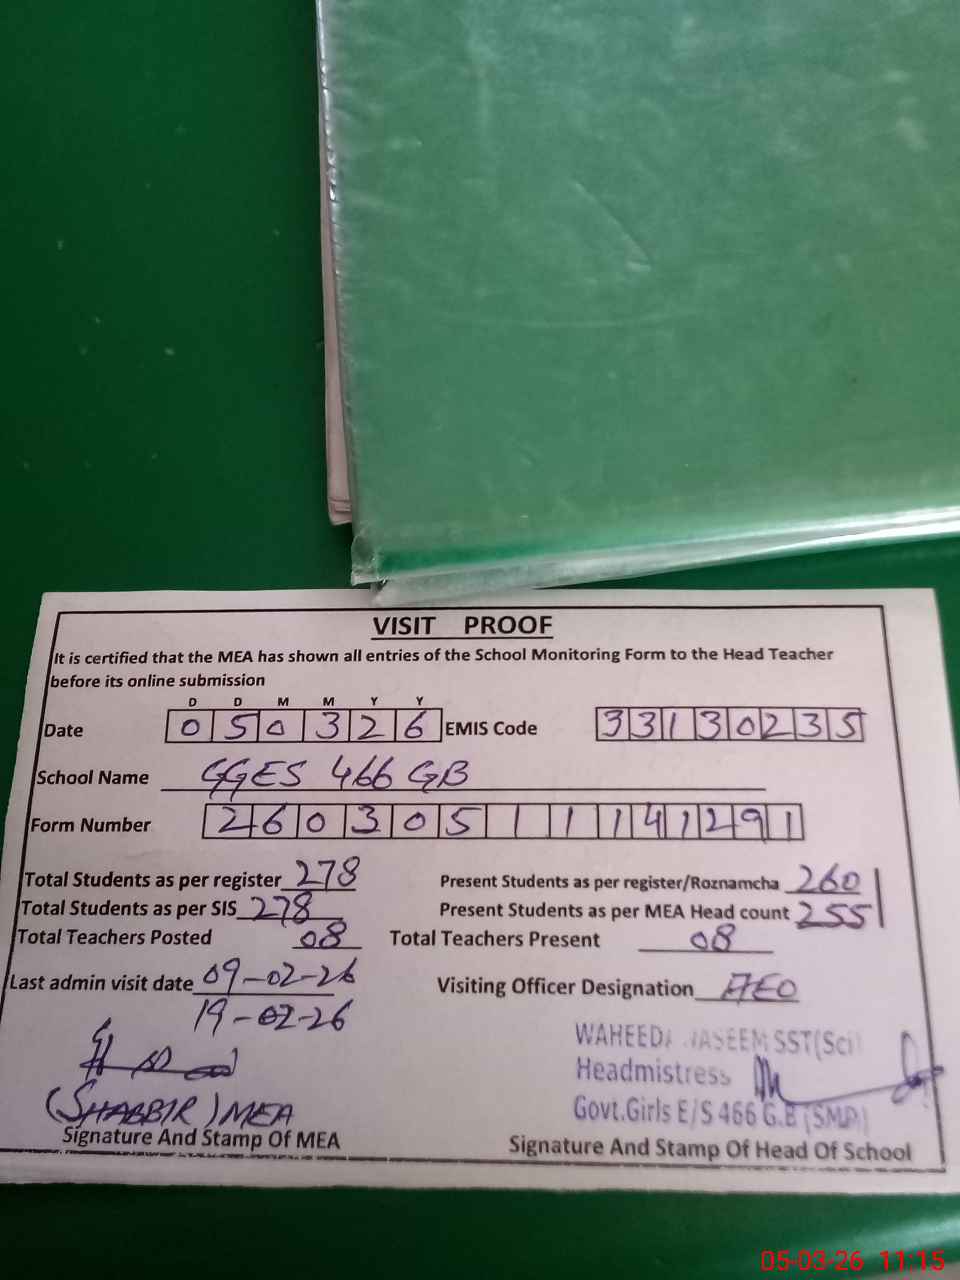 VISIT PROOF
It is certified that the MEA has shown all entries of the School Monitoring Form to the Head Teacher
before its online submission
D D M M Y Y
Date 0 5 0 3 2 6 EMIS Code 3 3 1 3 0 2 3 5
School Name GGES 466 GB
Form Number 2 6 0 3 0 5 1 1 1 4 1 2 9 1
Total Students as per register 278 Present Students as per register/Roznamcha 260
Total Students as per SIS 278 Present Students as per MEA Head count 255
Total Teachers Posted 08 Total Teachers Present 08
Last admin visit date 09-02-26 Visiting Officer Designation AEO
19-02-26
WAHEEDA SST(Sci)
Headmistress
(SHABBIR) MEA Govt.Girls E/S 466 G.B (SMD)
Signature And Stamp Of MEA Signature And Stamp Of Head Of School
05-03-26 11:15